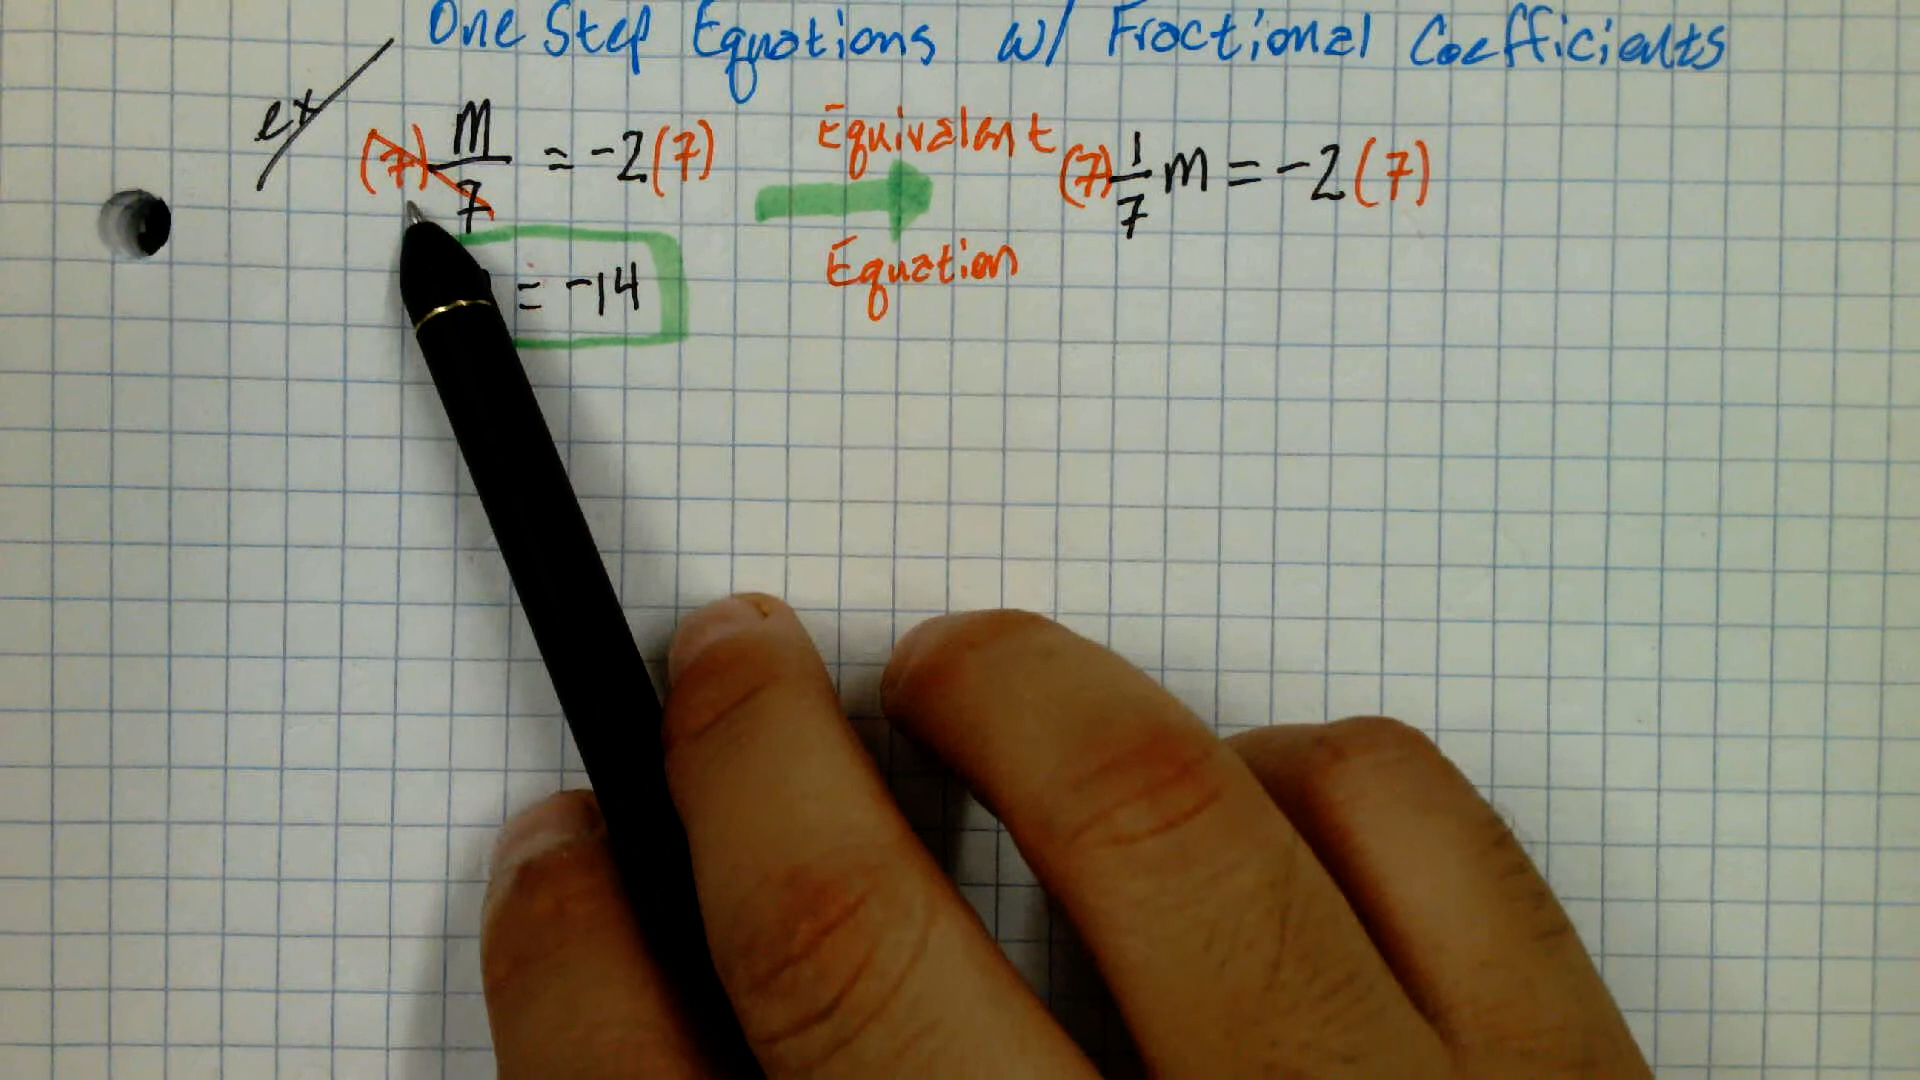 One Step Equations w/ Fractional Coefficients
ex/
(7) m/7 = -2(7)
= -14
Equivalent
Equation
(7) 1/7 m = -2(7)